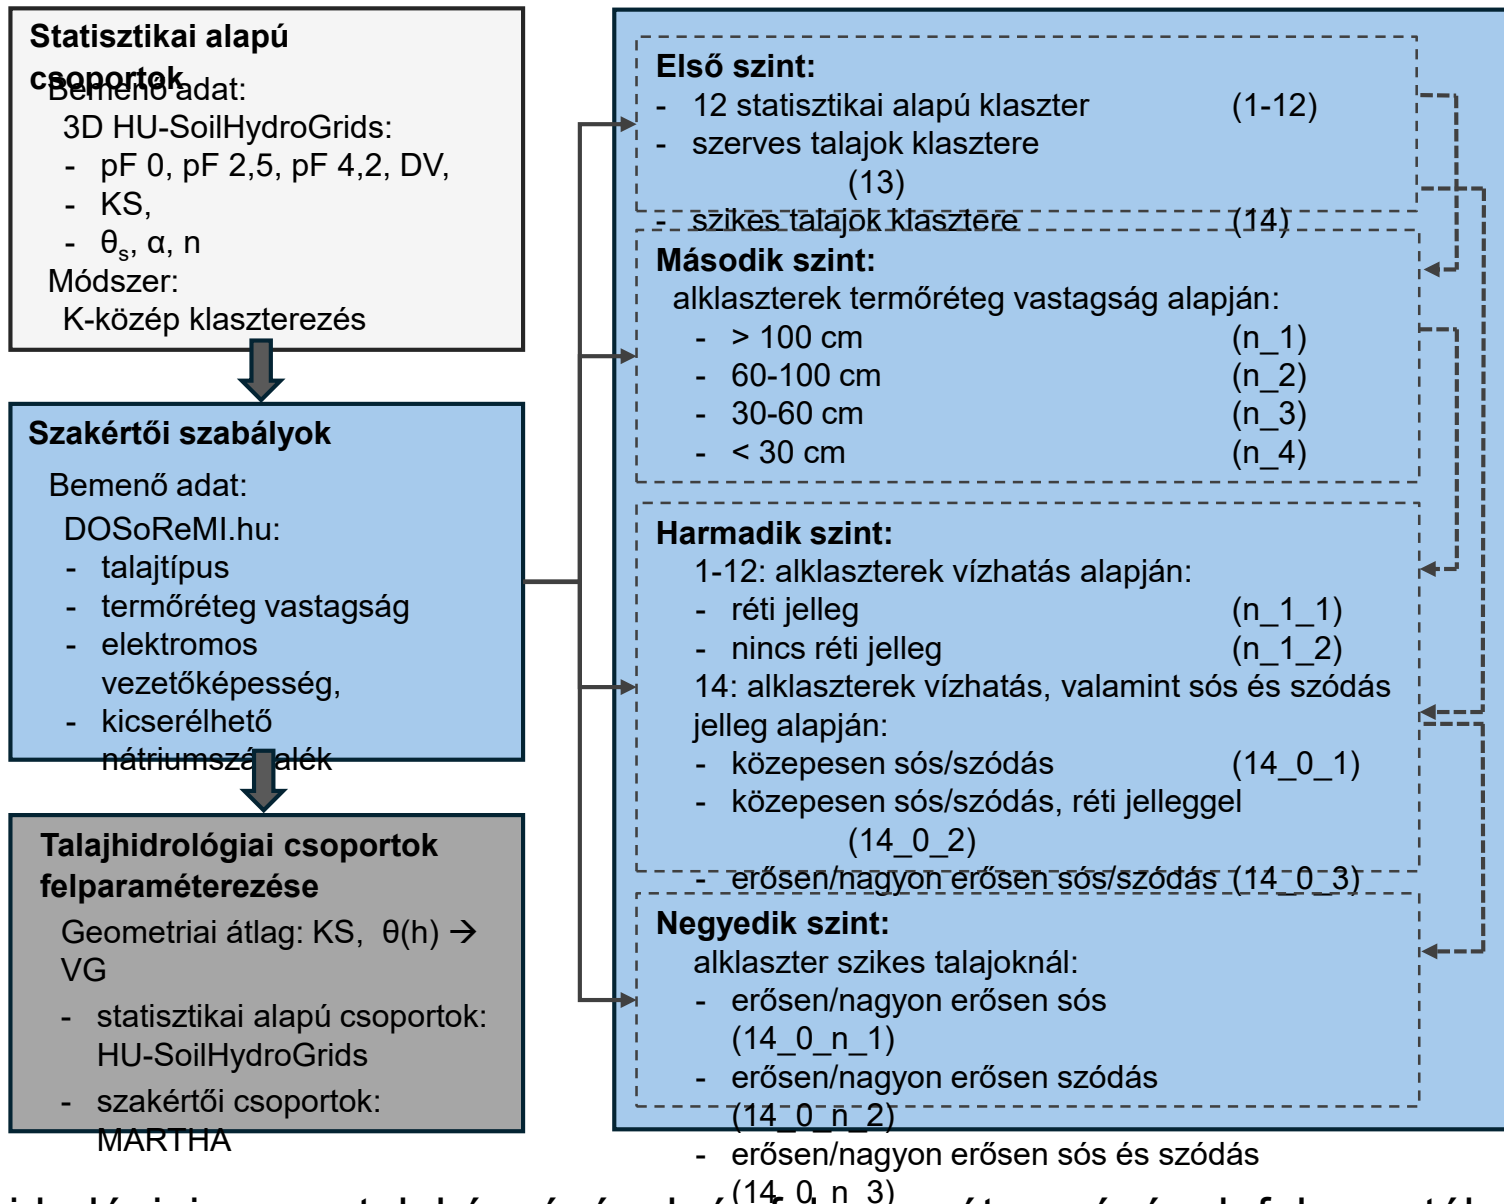 Statisztikai alapú
csoportok
Bemenő adat:
3D HU-SoilHydroGrids:
- pF 0, pF 2,5, pF 4,2, DV,
- KS,
- θs, α, n
Módszer:
K-közép klaszterezés
Szakértői szabályok
Bemenő adat:
DOSoReMI.hu:
- talajtípus
- termőréteg vastagság
- elektromos
vezetőképesség,
- kicserélhető
nátriumszázalék
Talajhidrológiai csoportok
felparaméterezése
Geometriai átlag: KS, θ(h) →
VG
- statisztikai alapú csoportok:
HU-SoilHydroGrids
- szakértői csoportok:
MARTHA
Első szint:
- 12 statisztikai alapú klaszter (1-12)
- szerves talajok klasztere
(13)
- szikes talajok klasztere (14)
Második szint:
alklaszterek termőréteg vastagság alapján:
- > 100 cm (n_1)
- 60-100 cm (n_2)
- 30-60 cm (n_3)
- < 30 cm (n_4)
Harmadik szint:
1-12: alklaszterek vízhatás alapján:
- réti jelleg (n_1_1)
- nincs réti jelleg (n_1_2)
14: alklaszterek vízhatás, valamint sós és szódás
jelleg alapján:
- közepesen sós/szódás (14_0_1)
- közepesen sós/szódás, réti jelleggel
(14_0_2)
- erősen/nagyon erősen sós/szódás (14_0_3)
Negyedik szint:
alklaszter szikes talajoknál:
- erősen/nagyon erősen sós
(14_0_n_1)
- erősen/nagyon erősen szódás
(14_0_n_2)
- erősen/nagyon erősen sós és szódás
(14_0_n_3)